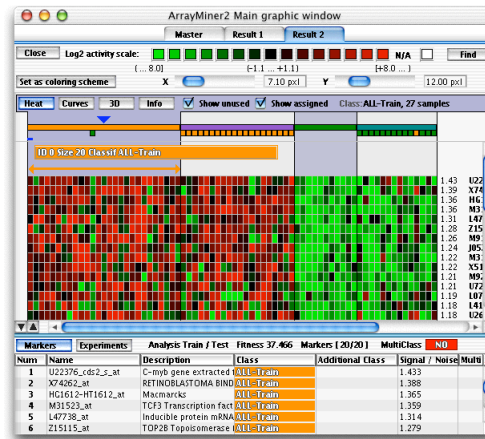 ArrayMiner2 Main graphic window
Master Result 1 Result 2
Close Log2 activity scale: N/A Find
(... 8.0] (-1.1 ... +1.1) [+8.0 ...)
Set as coloring scheme X 7.10 pxl Y 12.00 pxl
Heat Curves 3D Info Show unused Show assigned Class: ALL-Train, 27 samples
ID 0 Size 20 Classif ALL-Train
1.43 U22
1.39 X74
1.36 HG
1.36 M3
1.31 L47
1.28 Z15
1.26 M9
1.24 J05
1.22 M3
1.22 X51
1.21 M9
1.21 U72
1.19 L07
1.18 L41
1.18 U26
Markers Experiments Analysis Train / Test Fitness 37.466 Markers [20/20] MultiClass NO
Num Name Description Class Additional Class Signal / Noise Multi
1 U22376_cds2_s_at C-myb gene extracted ALL-Train 1.433
2 X74262_at RETINOBLASTOMA BIND ALL-Train 1.388
3 HG1612-HT1612_at Macmarcks ALL-Train 1.365
4 M31523_at TCF3 Transcription fact ALL-Train 1.359
5 L47738_at Inducible protein mRNA ALL-Train 1.314
6 Z15115_at TOP2B Topoisomerase ALL-Train 1.279